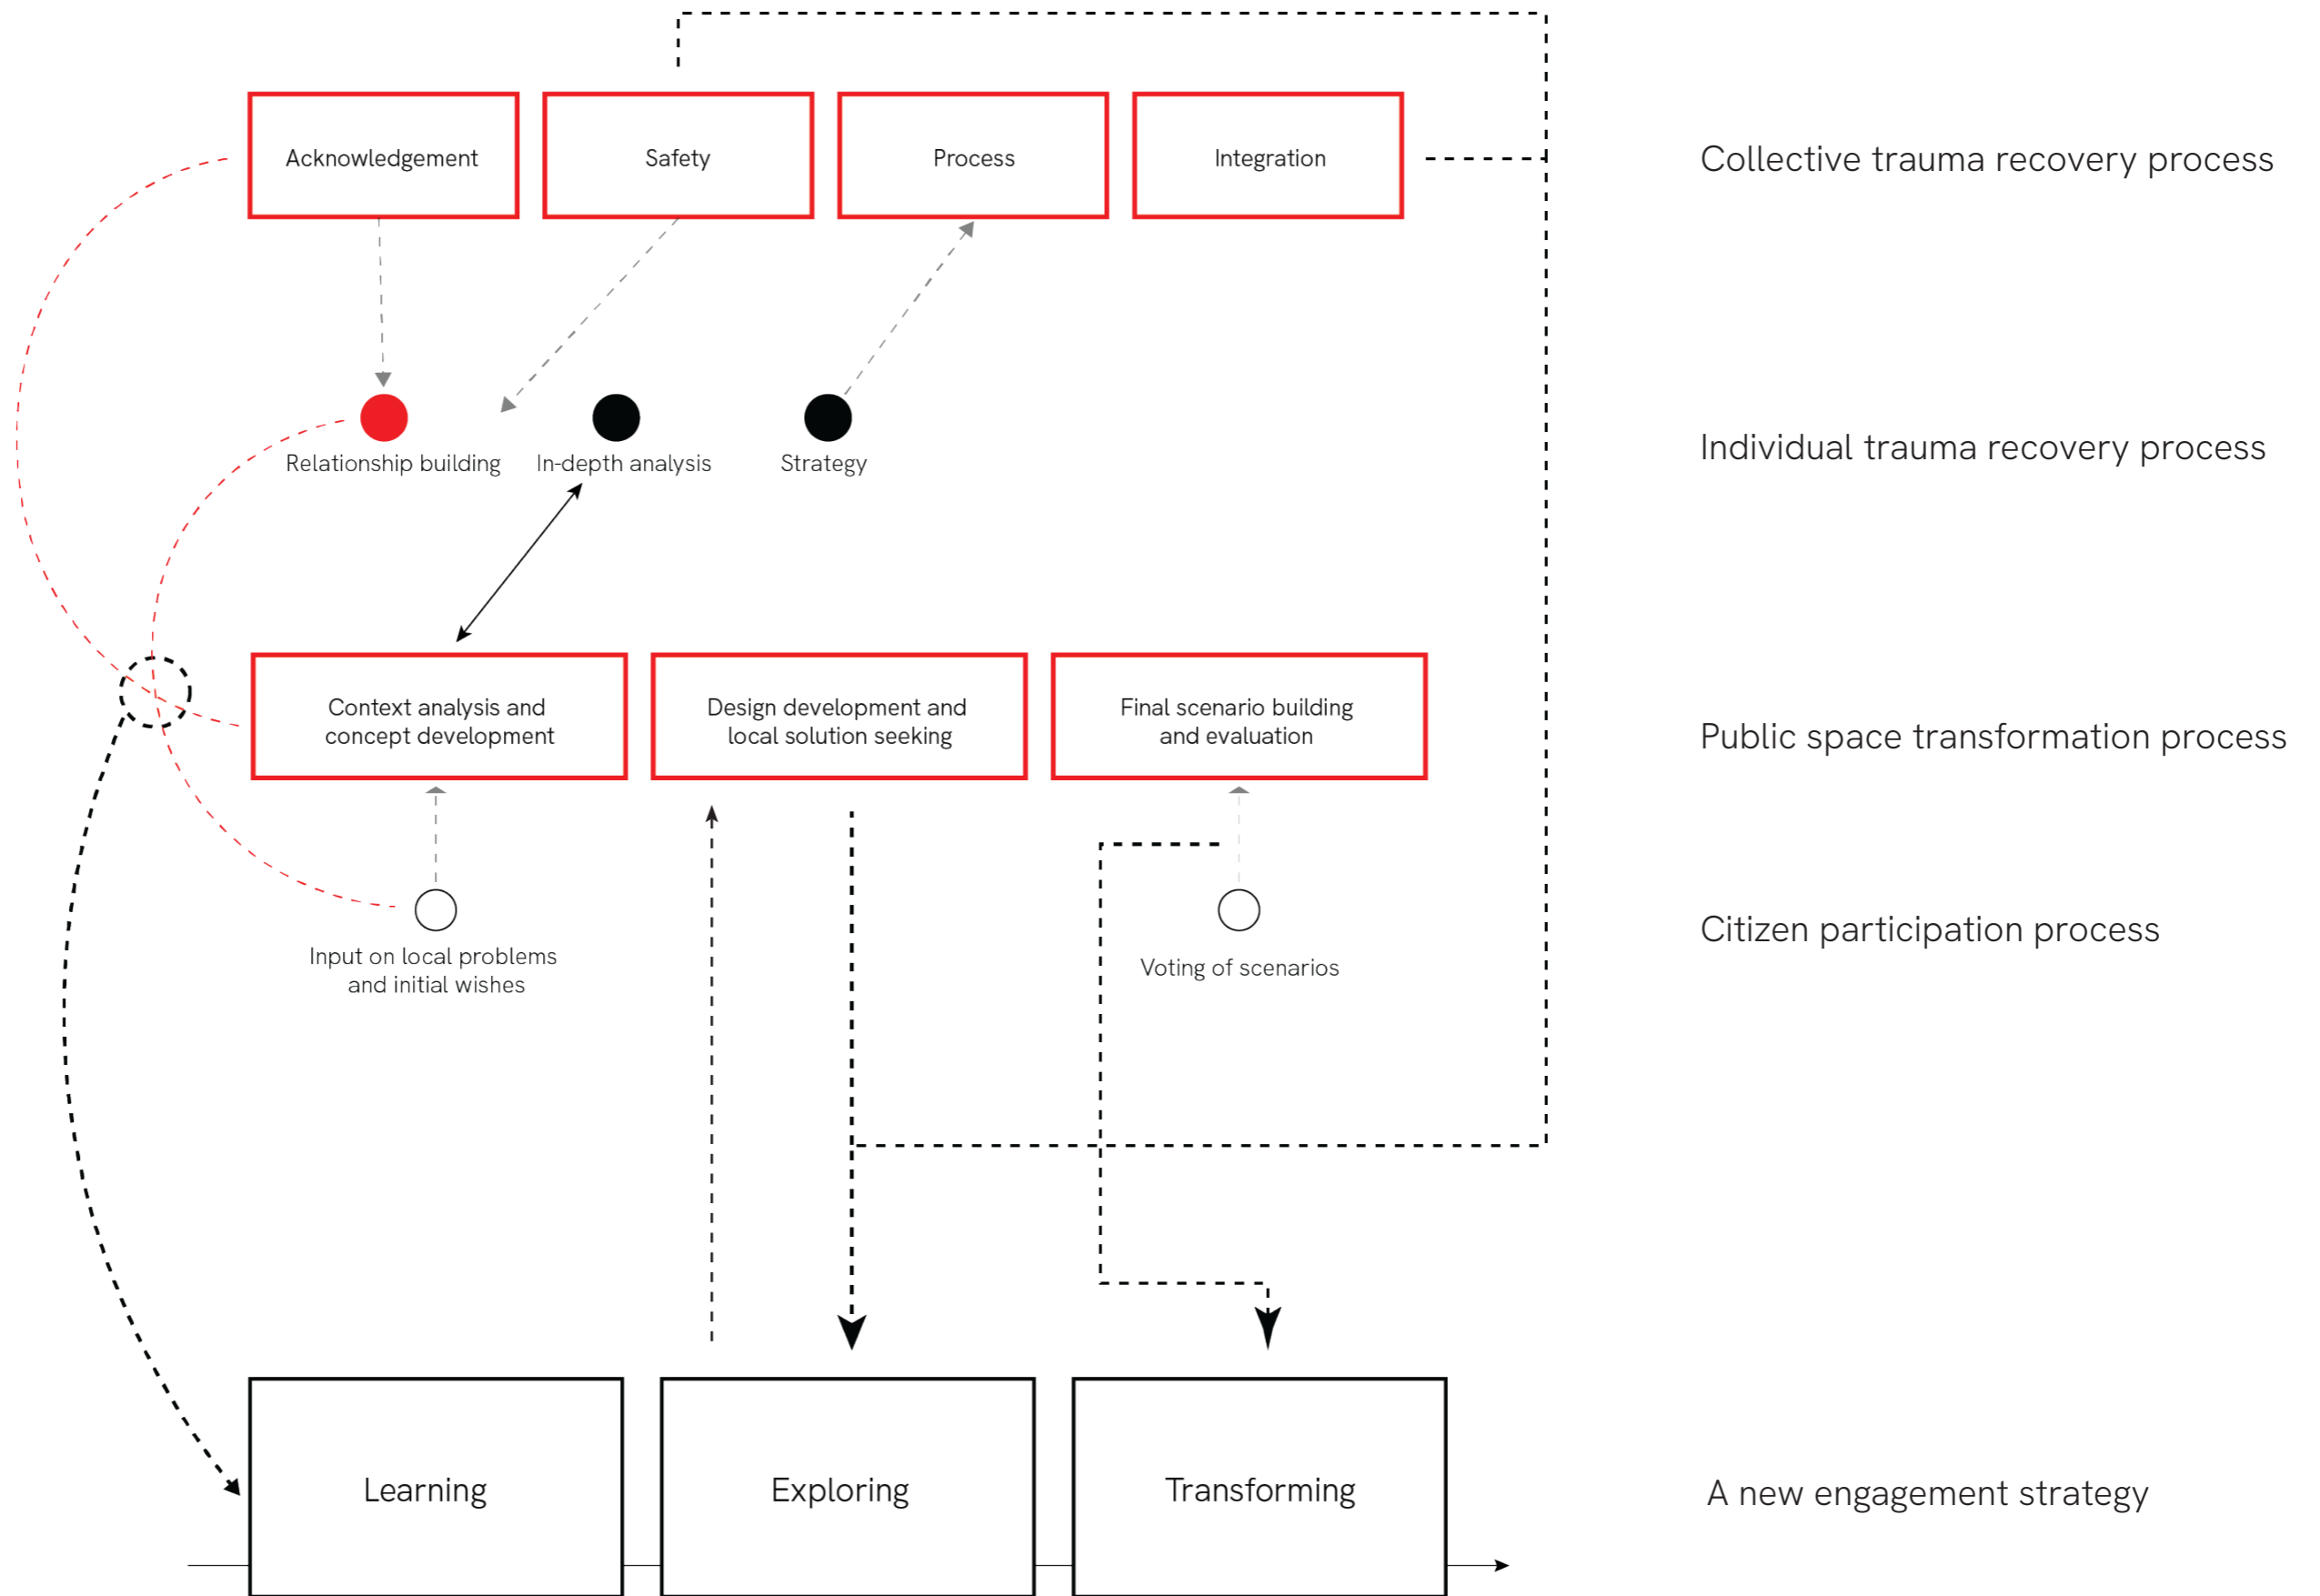 Acknowledgement
Safety
Process
Integration
Collective trauma recovery process
Relationship building
In-depth analysis
Strategy
Individual trauma recovery process
Context analysis and
concept development
Design development and
local solution seeking
Final scenario building
and evaluation
Public space transformation process
Input on local problems
and initial wishes
Voting of scenarios
Citizen participation process
Learning
Exploring
Transforming
A new engagement strategy